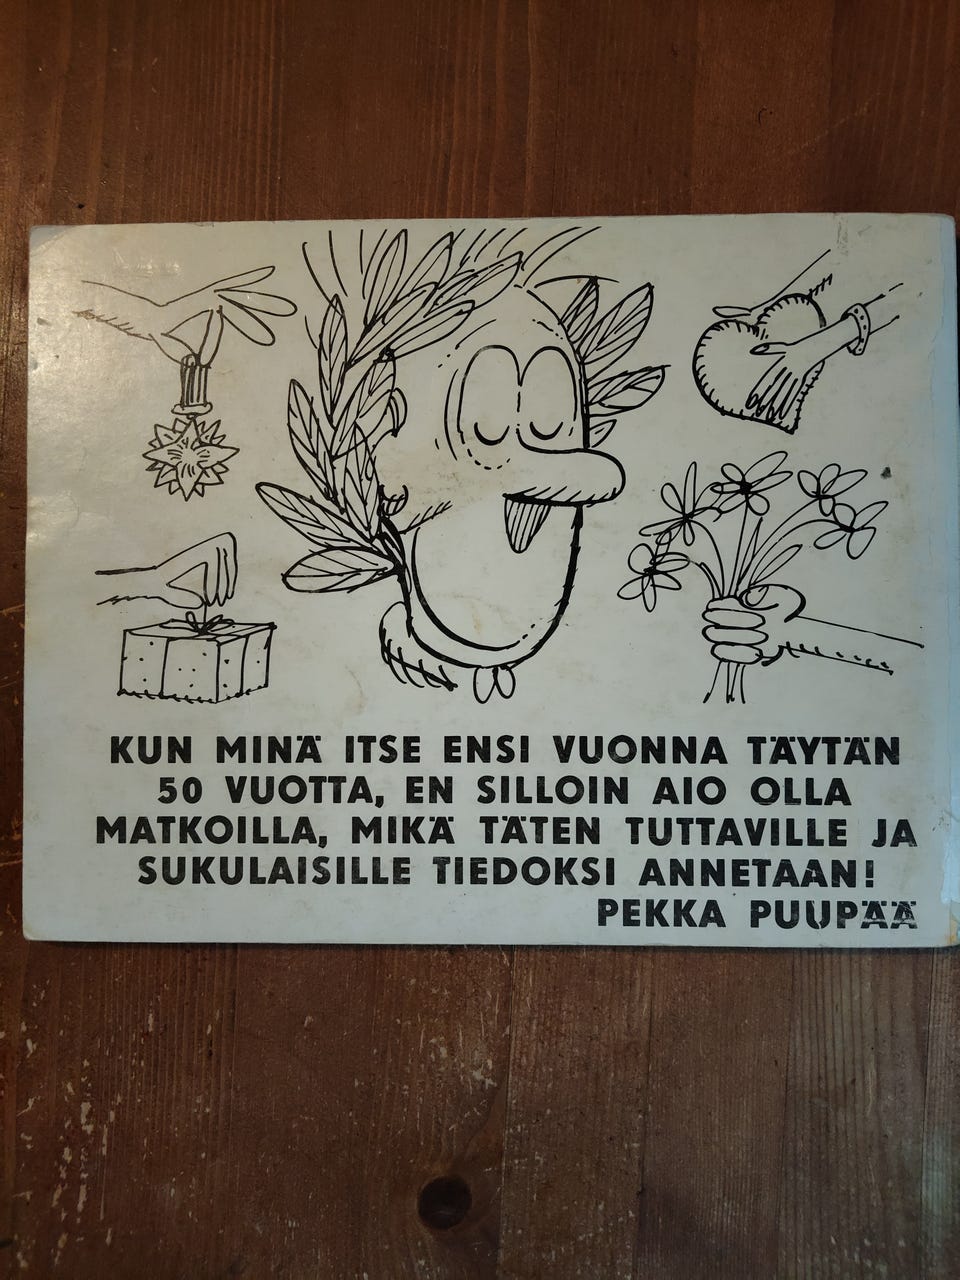 KUN MINÄ ITSE ENSI VUONNA TÄYTÄN
50 VUOTTA, EN SILLOIN AIO OLLA
MATKOILLA, MIKÄ TÄTEN TUTTAVILLE JA
SUKULAISILLE TIEDOKSI ANNETAAN!
PEKKA PUUPÄÄ